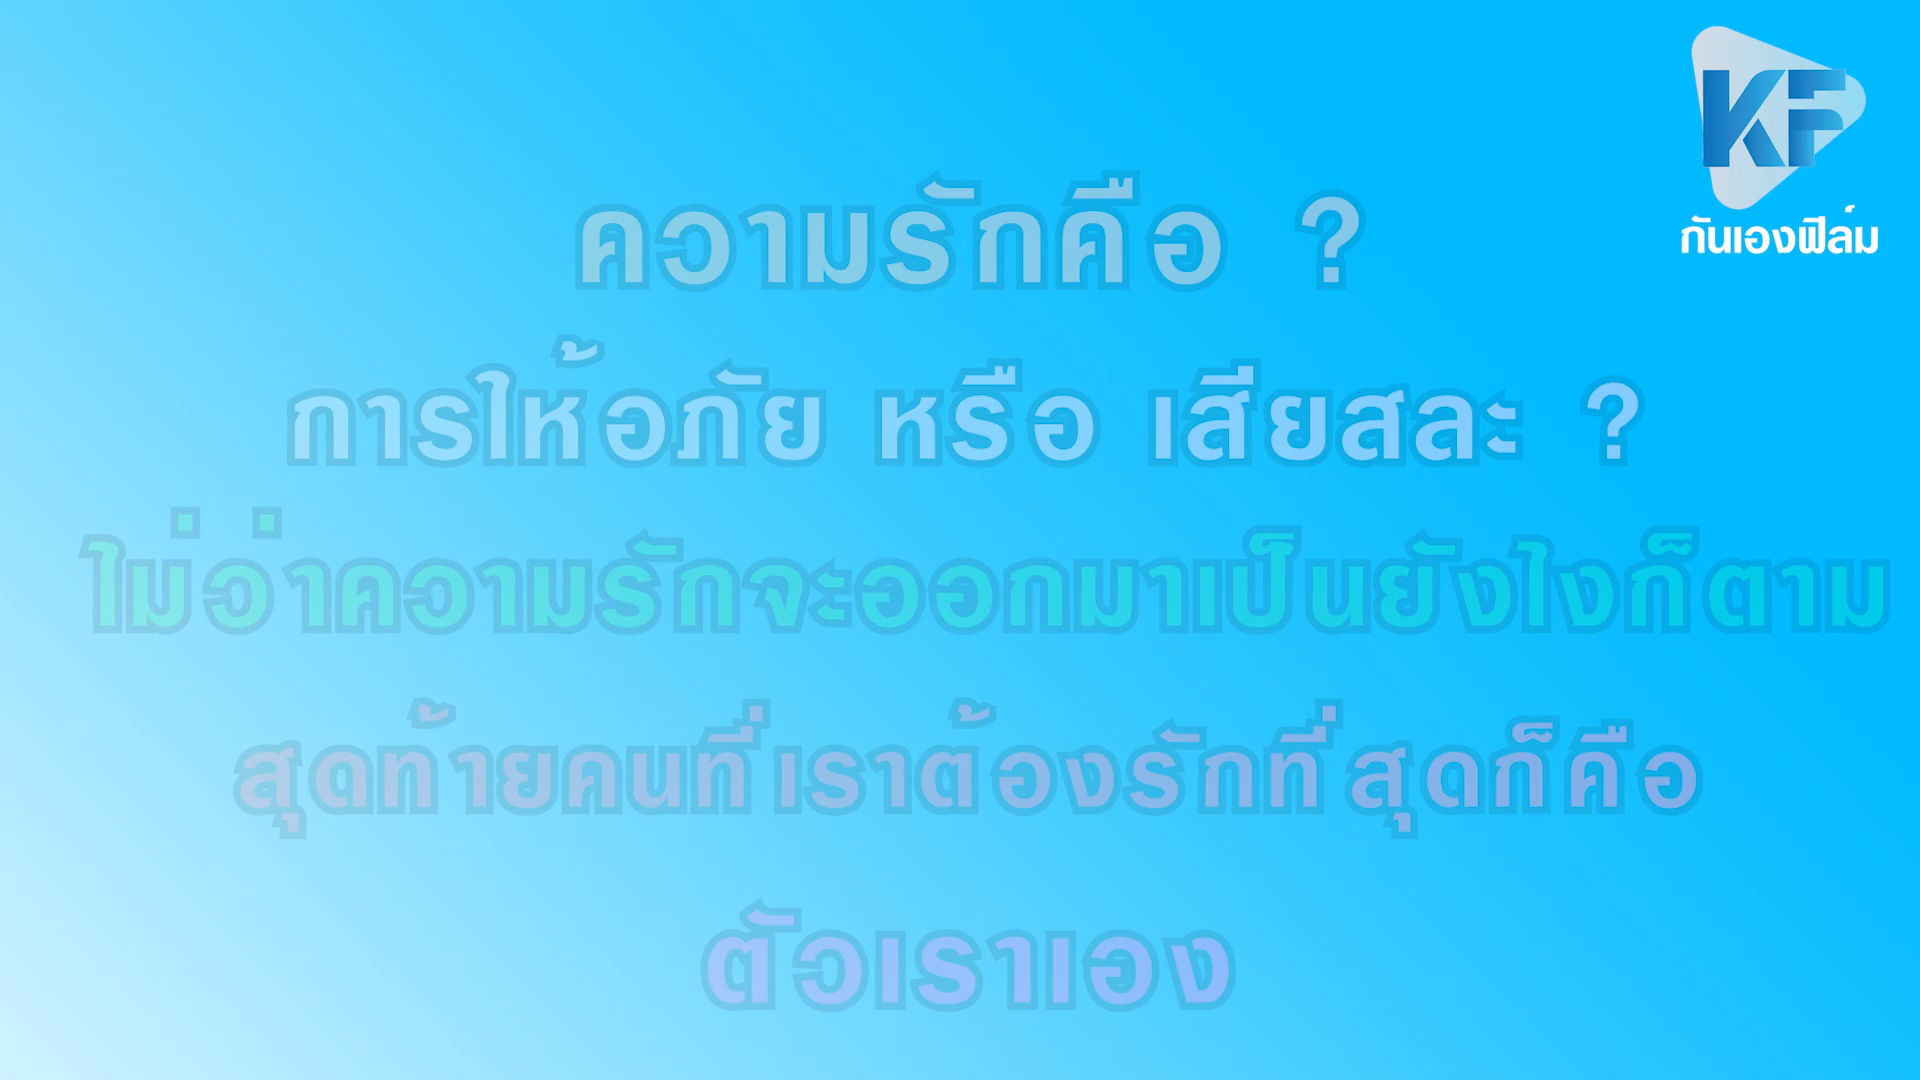 KF
กันเองฟิล์ม
ความรักคือ ?
การให้อภัย หรือ เสียสละ ?
ไม่ว่าความรักจะออกมาเป็นยังไงก็ตาม
สุดท้ายคนที่เราต้องรักที่สุดก็คือ
ตัวเราเอง